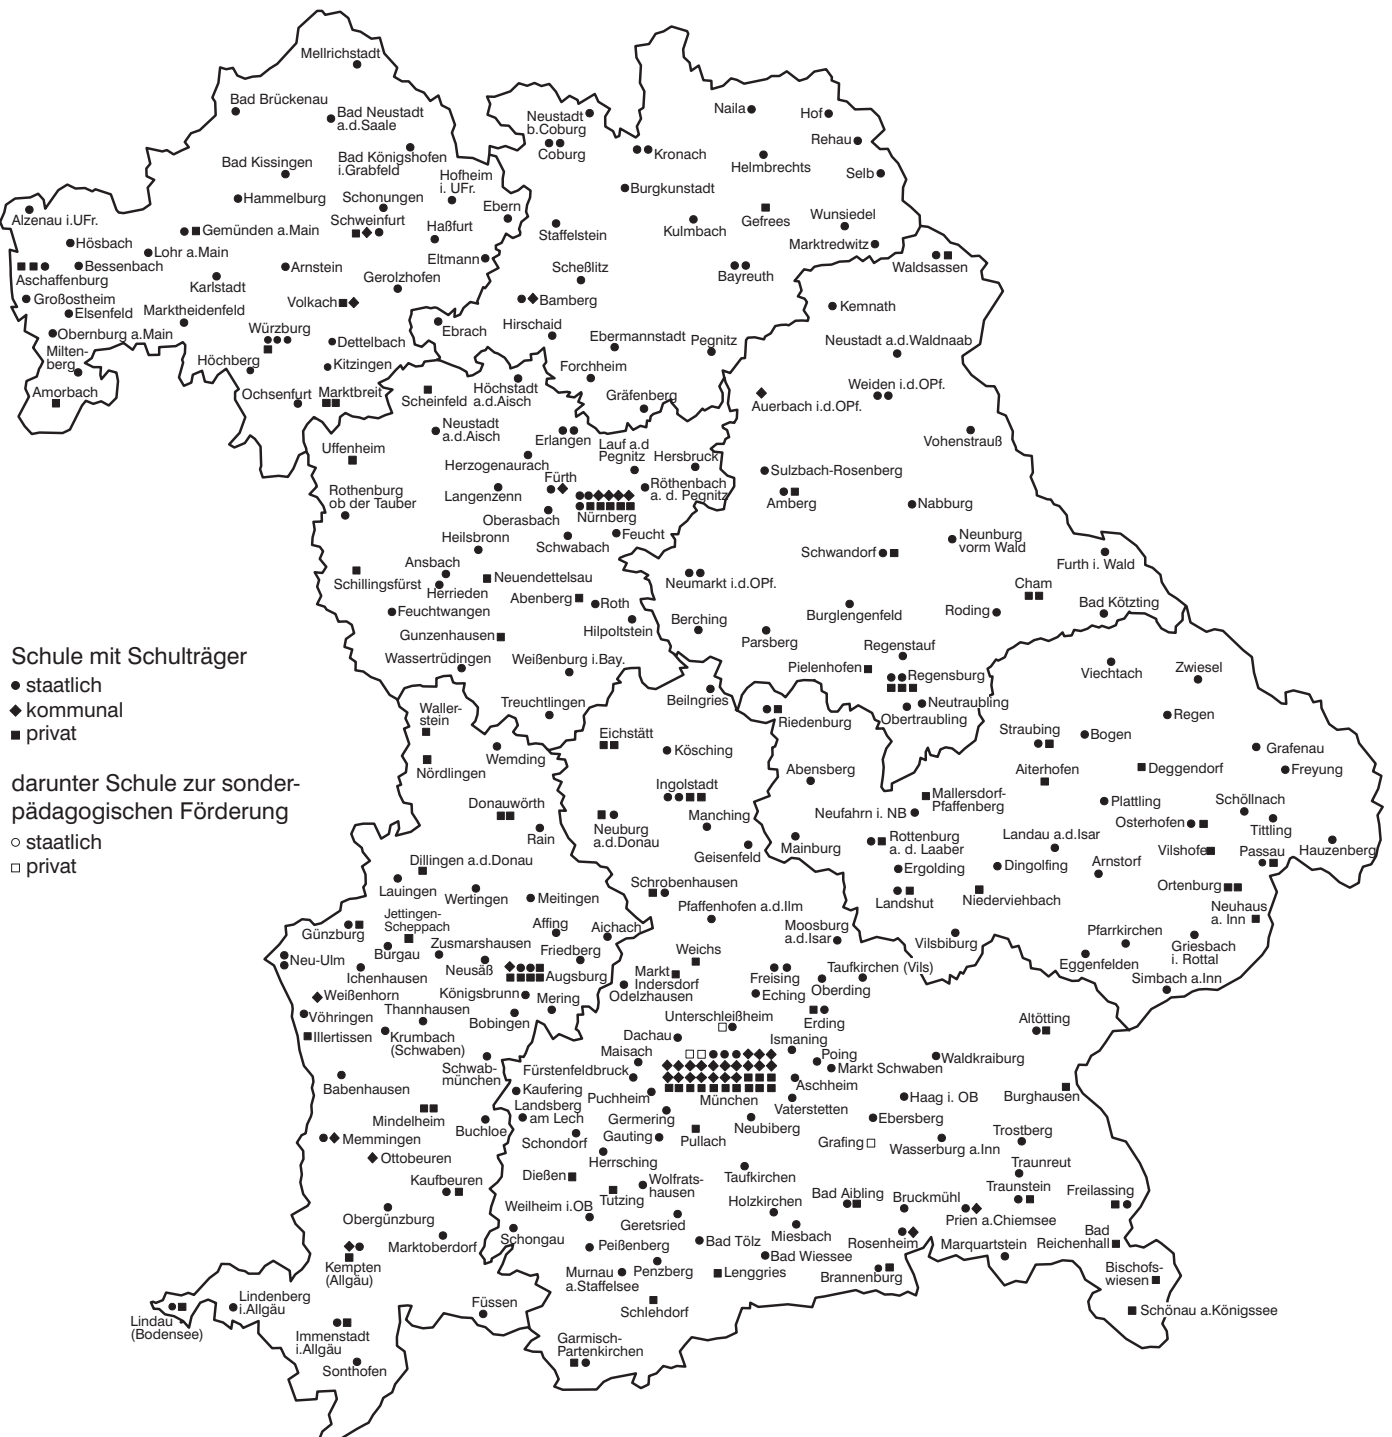 Mellrichstadt
Bad Brückenau
Bad Neustadt
a.d.Saale
Bad Kissingen
Bad Königshofen
i.Grabfeld
Hofheim
i. UFr.
Hammelburg
Schonungen
Ebern
Alzenau i.UFr.
Gemünden a.Main
Schweinfurt
Haßfurt
Hösbach
Lohr a.Main
Eltmann
Bessenbach
Aschaffenburg
Arnstein
Karlstadt
Gerolzhofen
Großostheim
Elsenfeld
Marktheidenfeld
Volkach
Obernburg a.Main
Würzburg
Dettelbach
Milten-
berg
Höchberg
Kitzingen
Amorbach
Ochsenfurt
Marktbreit
Neustadt
b.Coburg
Coburg
Kronach
Naila
Hof
Rehau
Helmbrechts
Selb
Burgkunstadt
Gefrees
Wunsiedel
Staffelstein
Kulmbach
Marktredwitz
Scheßlitz
Bayreuth
Bamberg
Hirschaid
Ebrach
Ebermannstadt
Pegnitz
Forchheim
Gräfenberg
Waldsassen
Kemnath
Neustadt a.d.Waldnaab
Weiden i.d.OPf.
Auerbach i.d.OPf.
Vohenstrauß
Sulzbach-Rosenberg
Amberg
Nabburg
Neunburg
vorm Wald
Schwandorf
Furth i. Wald
Neumarkt i.d.OPf.
Cham
Burglengenfeld
Roding
Bad Kötzting
Berching
Parsberg
Regenstauf
Pielenhofen
Regensburg
Neutraubling
Obertraubling
Riedenburg
Scheinfeld
Höchstadt
a.d.Aisch
Neustadt
a.d.Aisch
Erlangen
Lauf a.d
Pegnitz
Hersbruck
Uffenheim
Herzogenaurach
Fürth
Röthenbach
a. d. Pegnitz
Rothenburg
ob der Tauber
Langenzenn
Nürnberg
Oberasbach
Heilsbronn
Schwabach
Feucht
Ansbach
Schillingsfürst
Herrieden
Neuendettelsau
Abenberg
Roth
Feuchtwangen
Hilpoltstein
Gunzenhausen
Wassertrüdingen
Weißenburg i.Bay.
Treuchtlingen
Schule mit Schulträger
staatlich
kommunal
privat
darunter Schule zur sonder-
pädagogischen Förderung
staatlich
privat
Viechtach
Zwiesel
Regen
Straubing
Bogen
Grafenau
Abensberg
Aiterhofen
Deggendorf
Freyung
Mallersdorf-
Pfaffenberg
Neufahrn i. NB
Plattling
Schöllnach
Osterhofen
Tittling
Mainburg
Rottenburg
a. d. Laaber
Landau a.d.Isar
Vilshofe
Passau
Hauzenberg
Ergolding
Dingolfing
Arnstorf
Landshut
Niederviehbach
Ortenburg
Neuhaus
a. Inn
Vilsbiburg
Pfarrkirchen
Griesbach
i. Rottal
Eggenfelden
Simbach a.Inn
Waller-
stein
Wemding
Nördlingen
Donauwörth
Rain
Dillingen a.d.Donau
Lauingen
Wertingen
Meitingen
Jettingen-
Scheppach
Günzburg
Affing
Aichach
Burgau
Zusmarshausen
Friedberg
Neu-Ulm
Ichenhausen
Neusäß
Augsburg
Weißenhorn
Königsbrunn
Mering
Vöhringen
Thannhausen
Bobingen
Illertissen
Krumbach
(Schwaben)
Schwab-
münchen
Babenhausen
Mindelheim
Buchloe
Memmingen
Ottobeuren
Kaufbeuren
Obergünzburg
Marktoberdorf
Kempten
(Allgäu)
Lindau
(Bodensee)
Lindenberg
i.Allgäu
Füssen
Immenstadt
i.Allgäu
Sonthofen
Beilngries
Eichstätt
Kösching
Ingolstadt
Neuburg
a.d.Donau
Manching
Geisenfeld
Schrobenhausen
Pfaffenhofen a.d.Ilm
Moosburg
a.d.Isar
Weichs
Markt
Indersdorf
Freising
Taufkirchen (Vils)
Odelzhausen
Eching
Oberding
Unterschleißheim
Erding
Altötting
Dachau
Ismaning
Maisach
Poing
Waldkraiburg
Fürstenfeldbruck
Markt Schwaben
Kaufering
Puchheim
Aschheim
Burghausen
München
Haag i. OB
Landsberg
am Lech
Germering
Vaterstetten
Ebersberg
Schondorf
Gauting
Neubiberg
Pullach
Grafing
Wasserburg a.Inn
Trostberg
Herrsching
Traunreut
Dießen
Taufkirchen
Wolfrats-
hausen
Tutzing
Traunstein
Bad Aibling
Bruckmühl
Freilassing
Weilheim i.OB
Holzkirchen
Prien a.Chiemsee
Geretsried
Schongau
Miesbach
Rosenheim
Marquartstein
Bad
Reichenhall
Peißenberg
Bad Tölz
Bad Wiessee
Murnau
a.Staffelsee
Penzberg
Lenggries
Brannenburg
Bischofs-
wiesen
Schlehdorf
Schönau a.Königssee
Garmisch-
Partenkirchen